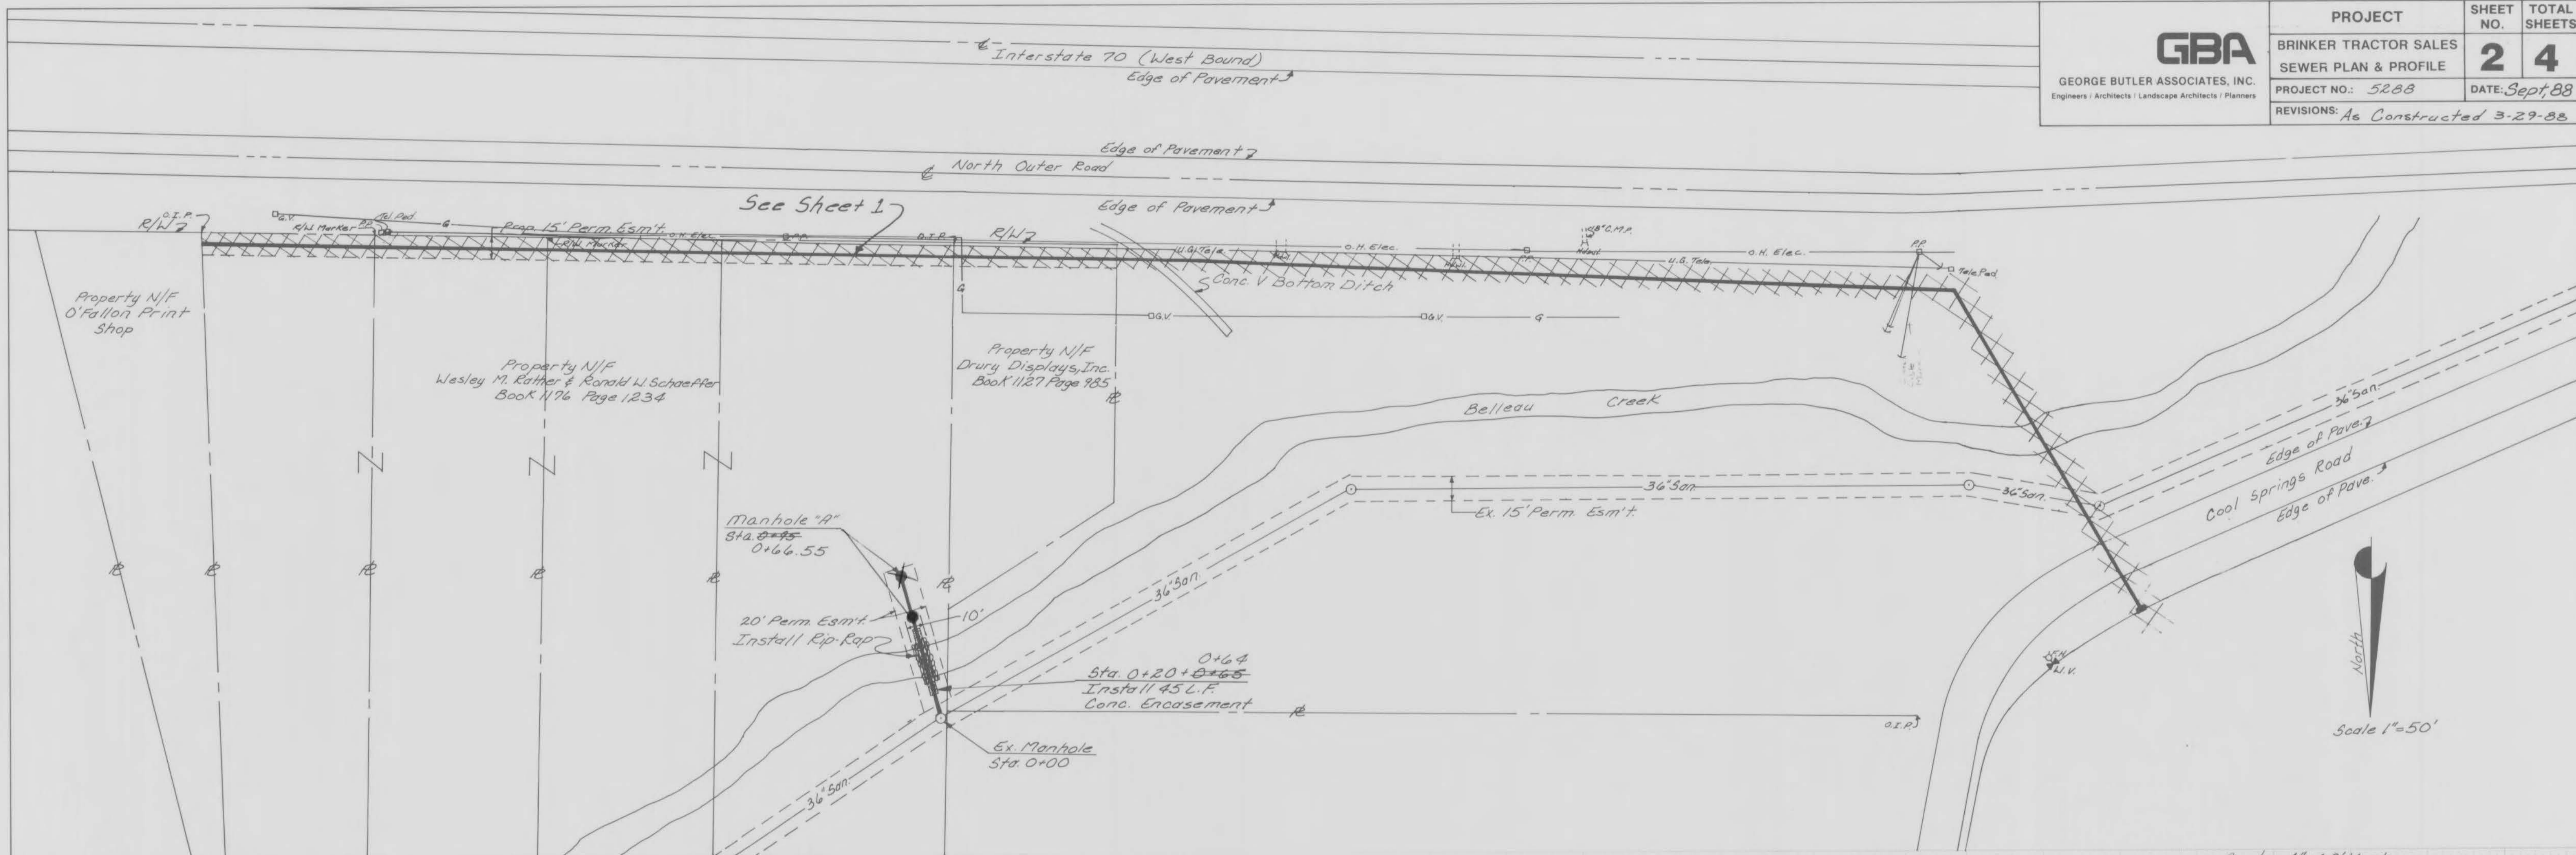 GBA
GEORGE BUTLER ASSOCIATES, INC.
Engineers / Architects / Landscape Architects / Planners
PROJECT
SHEET NO.
TOTAL SHEETS
BRINKER TRACTOR SALES
SEWER PLAN & PROFILE
2
4
PROJECT NO.: 5288
DATE: Sept, 88
REVISIONS: As Constructed 3-29-88
℄ Interstate 70 (West Bound)
Edge of Pavement
Edge of Pavement
℄ North Outer Road
Edge of Pavement
See Sheet 1
O.I.P.
R/W
G.V.
R/W Marker
P.P.
G
Prop. 15' Perm. Esm't.
R/W Marker
O.H. Elec.
P.P.
O.I.P.
R/W
U.G. Tele.
O.H. Elec.
Hdwl.
P.P.
18" C.M.P.
Hdwl.
U.G. Tele.
O.H. Elec.
P.P.
Tele. Ped.
Conc. V Bottom Ditch
G
G.V.
G.V.
G
Property N/F
O'Fallon Print
Shop
Property N/F
Wesley M. Rather & Ronald W. Schaeffer
Book 1176 Page 1234
Property N/F
Drury Displays, Inc.
Book 1127 Page 985
Belleau Creek
36" San.
Edge of Pave.
Cool Springs Road
Edge of Pave.
36" San.
36" San.
Ex. 15' Perm. Esm't.
36" San.
Manhole "A"
Sta. 0+95
0+66.55
20' Perm. Esm't.
10'
Install Rip-Rap
0+64
Sta. 0+20 + 0+65
Install 45 L.F.
Conc. Encasement
Ex. Manhole
Sta. 0+00
36" San.
O.I.P.
F.H.
W.V.
North
Scale 1"=50'